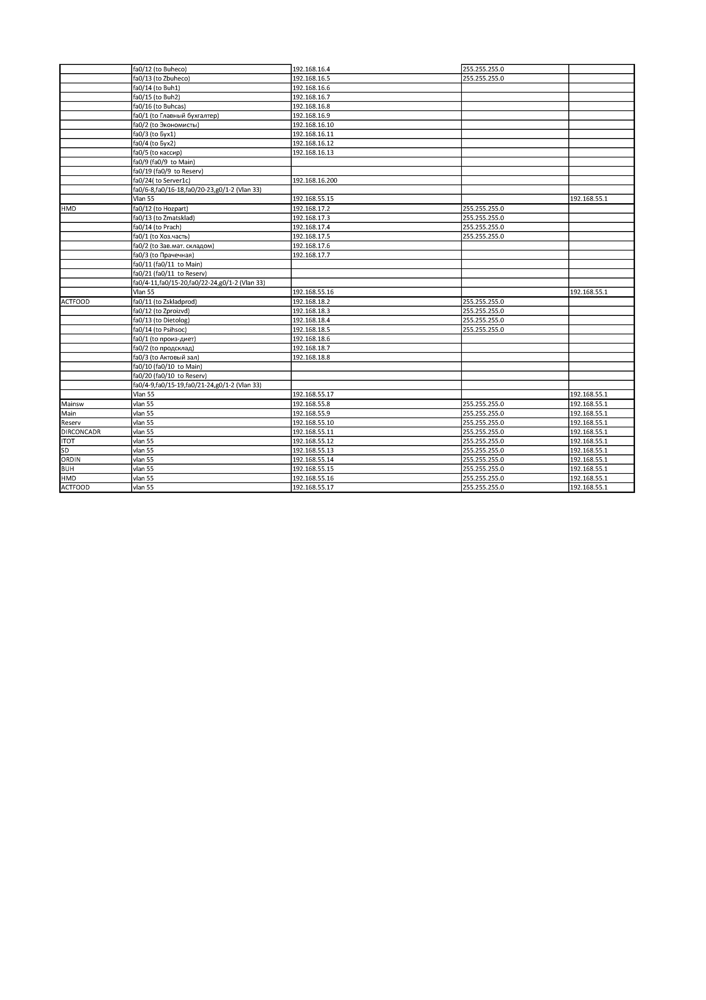 fa0/12 (to Buheco) 192.168.16.4 255.255.255.0
fa0/13 (to Zbuheco) 192.168.16.5 255.255.255.0
fa0/14 (to Buh1) 192.168.16.6
fa0/15 (to Buh2) 192.168.16.7
fa0/16 (to Buhcas) 192.168.16.8
fa0/1 (to Главный бухгалтер) 192.168.16.9
fa0/2 (to Экономисты) 192.168.16.10
fa0/3 (to Бух1) 192.168.16.11
fa0/4 (to Бух2) 192.168.16.12
fa0/5 (to кассир) 192.168.16.13
fa0/9 (fa0/9 to Main)
fa0/19 (fa0/9 to Reserv)
fa0/24( to Server1c) 192.168.16.200
fa0/6-8,fa0/16-18,fa0/20-23,g0/1-2 (Vlan 33)
Vlan 55 192.168.55.15 192.168.55.1
HMD fa0/12 (to Hozpart) 192.168.17.2 255.255.255.0
fa0/13 (to Zmatsklad) 192.168.17.3 255.255.255.0
fa0/14 (to Prach) 192.168.17.4 255.255.255.0
fa0/1 (to Хоз.часть) 192.168.17.5 255.255.255.0
fa0/2 (to Зав.мат. складом) 192.168.17.6
fa0/3 (to Прачечная) 192.168.17.7
fa0/11 (fa0/11 to Main)
fa0/21 (fa0/11 to Reserv)
fa0/4-11,fa0/15-20,fa0/22-24,g0/1-2 (Vlan 33)
Vlan 55 192.168.55.16 192.168.55.1
ACTFOOD fa0/11 (to Zskladprod) 192.168.18.2 255.255.255.0
fa0/12 (to Zproizvd) 192.168.18.3 255.255.255.0
fa0/13 (to Dietolog) 192.168.18.4 255.255.255.0
fa0/14 (to Psihsoc) 192.168.18.5 255.255.255.0
fa0/1 (to произ-диет) 192.168.18.6
fa0/2 (to продсклад) 192.168.18.7
fa0/3 (to Актовый зал) 192.168.18.8
fa0/10 (fa0/10 to Main)
fa0/20 (fa0/10 to Reserv)
fa0/4-9,fa0/15-19,fa0/21-24,g0/1-2 (Vlan 33)
Vlan 55 192.168.55.17 192.168.55.1
Mainsw vlan 55 192.168.55.8 255.255.255.0 192.168.55.1
Main vlan 55 192.168.55.9 255.255.255.0 192.168.55.1
Reserv vlan 55 192.168.55.10 255.255.255.0 192.168.55.1
DIRCONCADR vlan 55 192.168.55.11 255.255.255.0 192.168.55.1
ITOT vlan 55 192.168.55.12 255.255.255.0 192.168.55.1
SD vlan 55 192.168.55.13 255.255.255.0 192.168.55.1
ORDIN vlan 55 192.168.55.14 255.255.255.0 192.168.55.1
BUH vlan 55 192.168.55.15 255.255.255.0 192.168.55.1
HMD vlan 55 192.168.55.16 255.255.255.0 192.168.55.1
ACTFOOD vlan 55 192.168.55.17 255.255.255.0 192.168.55.1